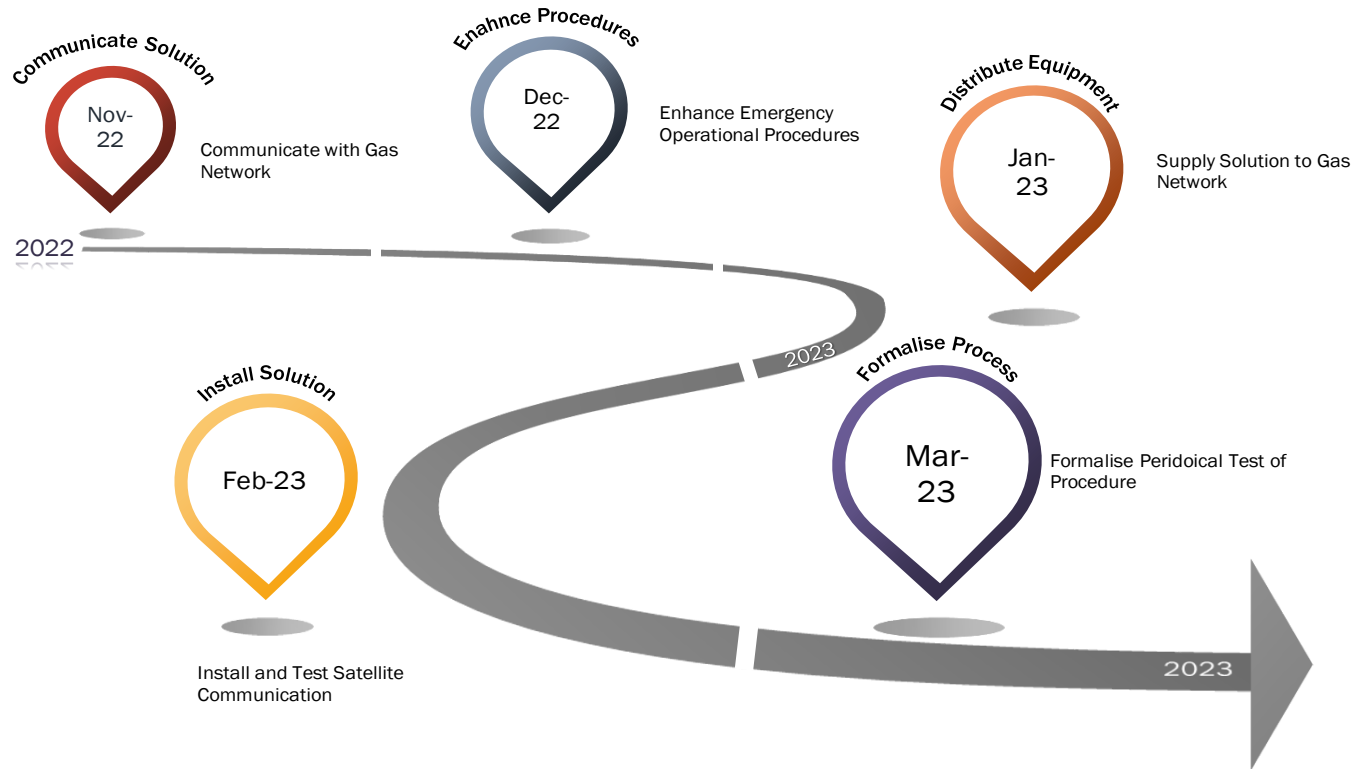 Communicate Solution
Nov-
22
Communicate with Gas
Network
Enahnce Procedures
Dec-
22
Enhance Emergency
Operational Procedures
Distribute Equipment
Jan-
23
Supply Solution to Gas
Network
2022
2023
Install Solution
Feb-23
Install and Test Satellite
Communication
Formalise Process
Mar-
23
Formalise Peridoical Test of
Procedure
2023